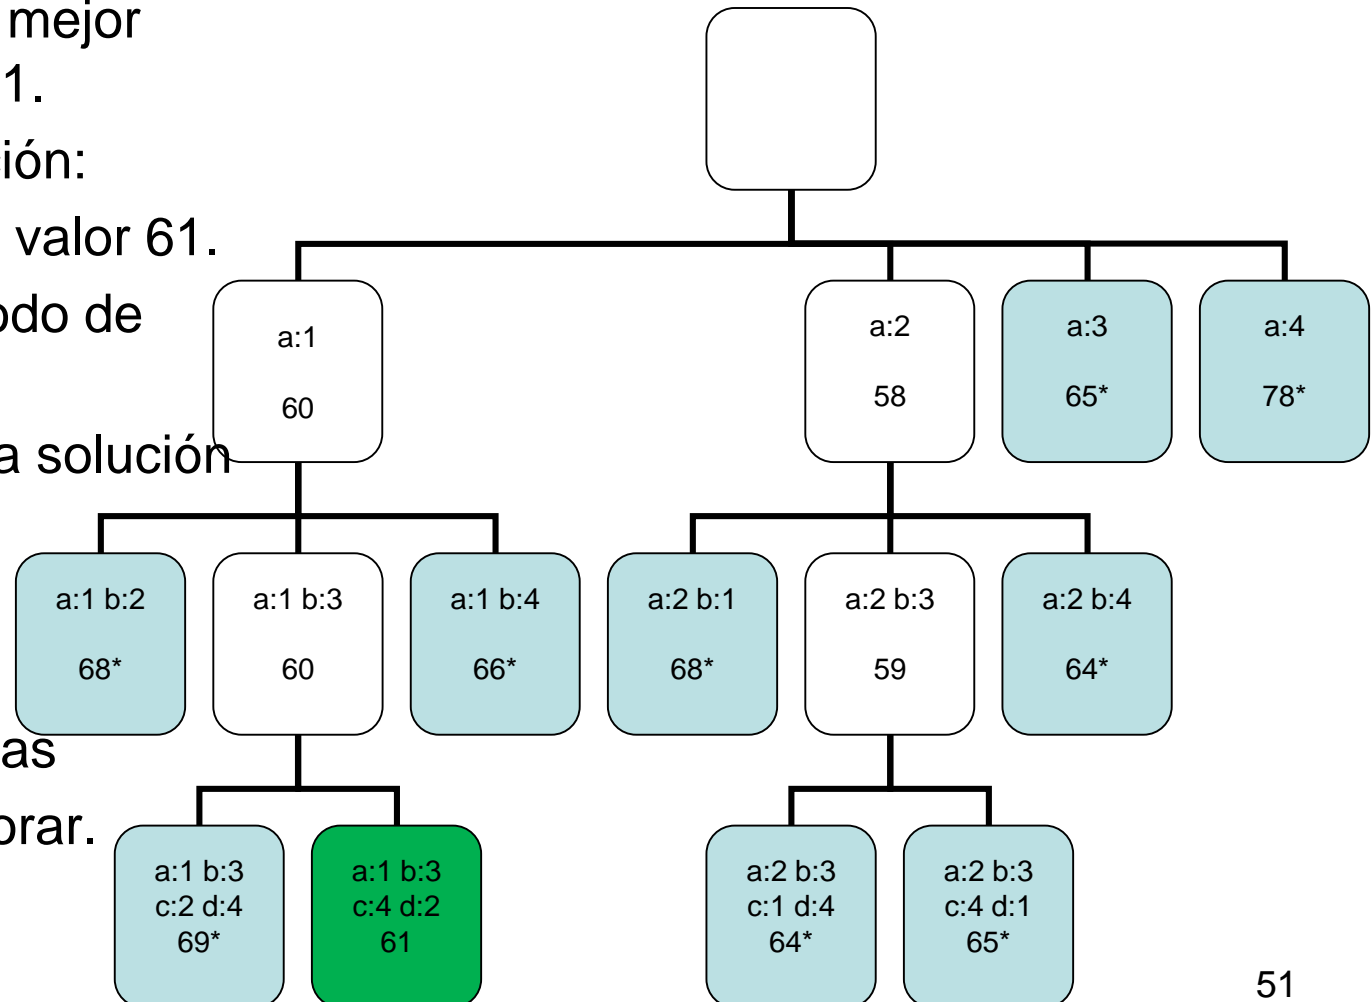 mejor
1.
ción:
valor 61.
odo de
a solución
as
orar.
a:1
60
a:2
58
a:3
65*
a:4
78*
a:1 b:2
68*
a:1 b:3
60
a:1 b:4
66*
a:2 b:1
68*
a:2 b:3
59
a:2 b:4
64*
a:1 b:3
c:2 d:4
69*
a:1 b:3
c:4 d:2
61
a:2 b:3
c:1 d:4
64*
a:2 b:3
c:4 d:1
65*
51